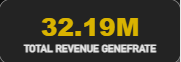 32.19M
TOTAL REVENUE GENEFRATE